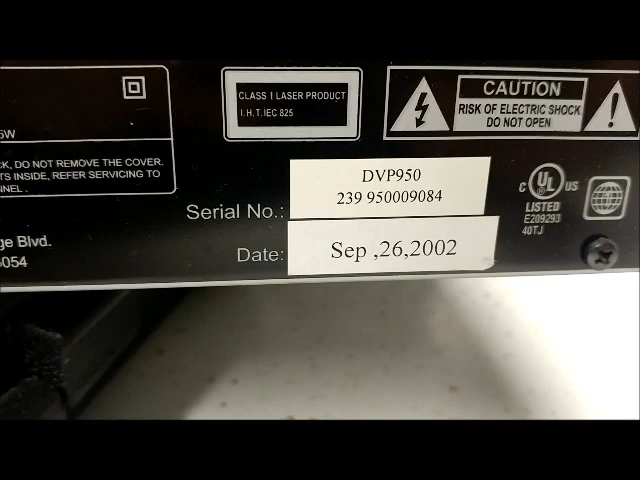 5W
CK, DO NOT REMOVE THE COVER.
TS INSIDE, REFER SERVICING TO
NNEL.
ge Blvd.
5054
CLASS I LASER PRODUCT
I.H.T.IEC 825
CAUTION
RISK OF ELECTRIC SHOCK
DO NOT OPEN
DVP950
239 950009084
Serial No.:
Date:
Sep ,26,2002
C UL US
LISTED
E209293
40TJ